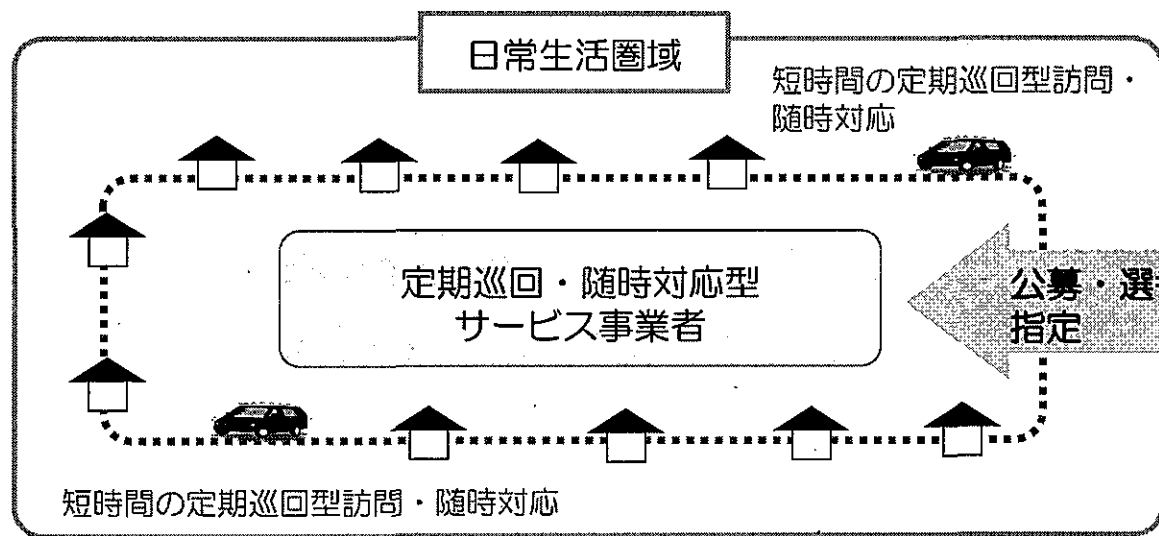 日常生活圏域
短時間の定期巡回型訪問・
随時対応
定期巡回・随時対応型
サービス事業者
公募・選
指定
短時間の定期巡回型訪問・随時対応